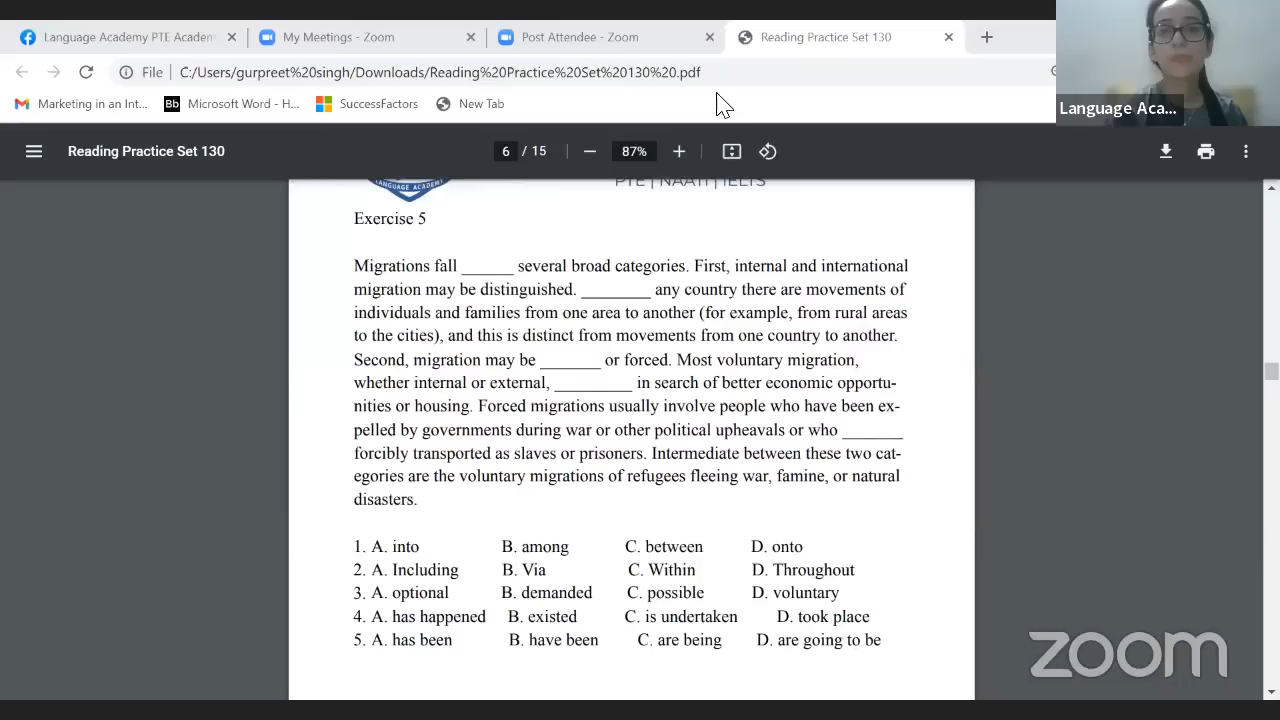 Language Academy PTE Academ
My Meetings - Zoom
Post Attendee - Zoom
Reading Practice Set 130
File
C:/Users/gurpreet%20singh/Downloads/Reading%20Practice%20Set%20130%20.pdf
Marketing in an Int...
Bb
Microsoft Word - H...
SuccessFactors
New Tab
Language Aca...
Reading Practice Set 130
6 / 15
87%
LANGUAGE ACADEMY
PTE | NAATI | IELTS
Exercise 5
Migrations fall ______ several broad categories. First, internal and international
migration may be distinguished. ________ any country there are movements of
individuals and families from one area to another (for example, from rural areas
to the cities), and this is distinct from movements from one country to another.
Second, migration may be _______ or forced. Most voluntary migration,
whether internal or external, _________ in search of better economic opportu-
nities or housing. Forced migrations usually involve people who have been ex-
pelled by governments during war or other political upheavals or who _______
forcibly transported as slaves or prisoners. Intermediate between these two cat-
egories are the voluntary migrations of refugees fleeing war, famine, or natural
disasters.
1. A. into B. among C. between D. onto
2. A. Including B. Via C. Within D. Throughout
3. A. optional B. demanded C. possible D. voluntary
4. A. has happened B. existed C. is undertaken D. took place
5. A. has been B. have been C. are being D. are going to be
zoom